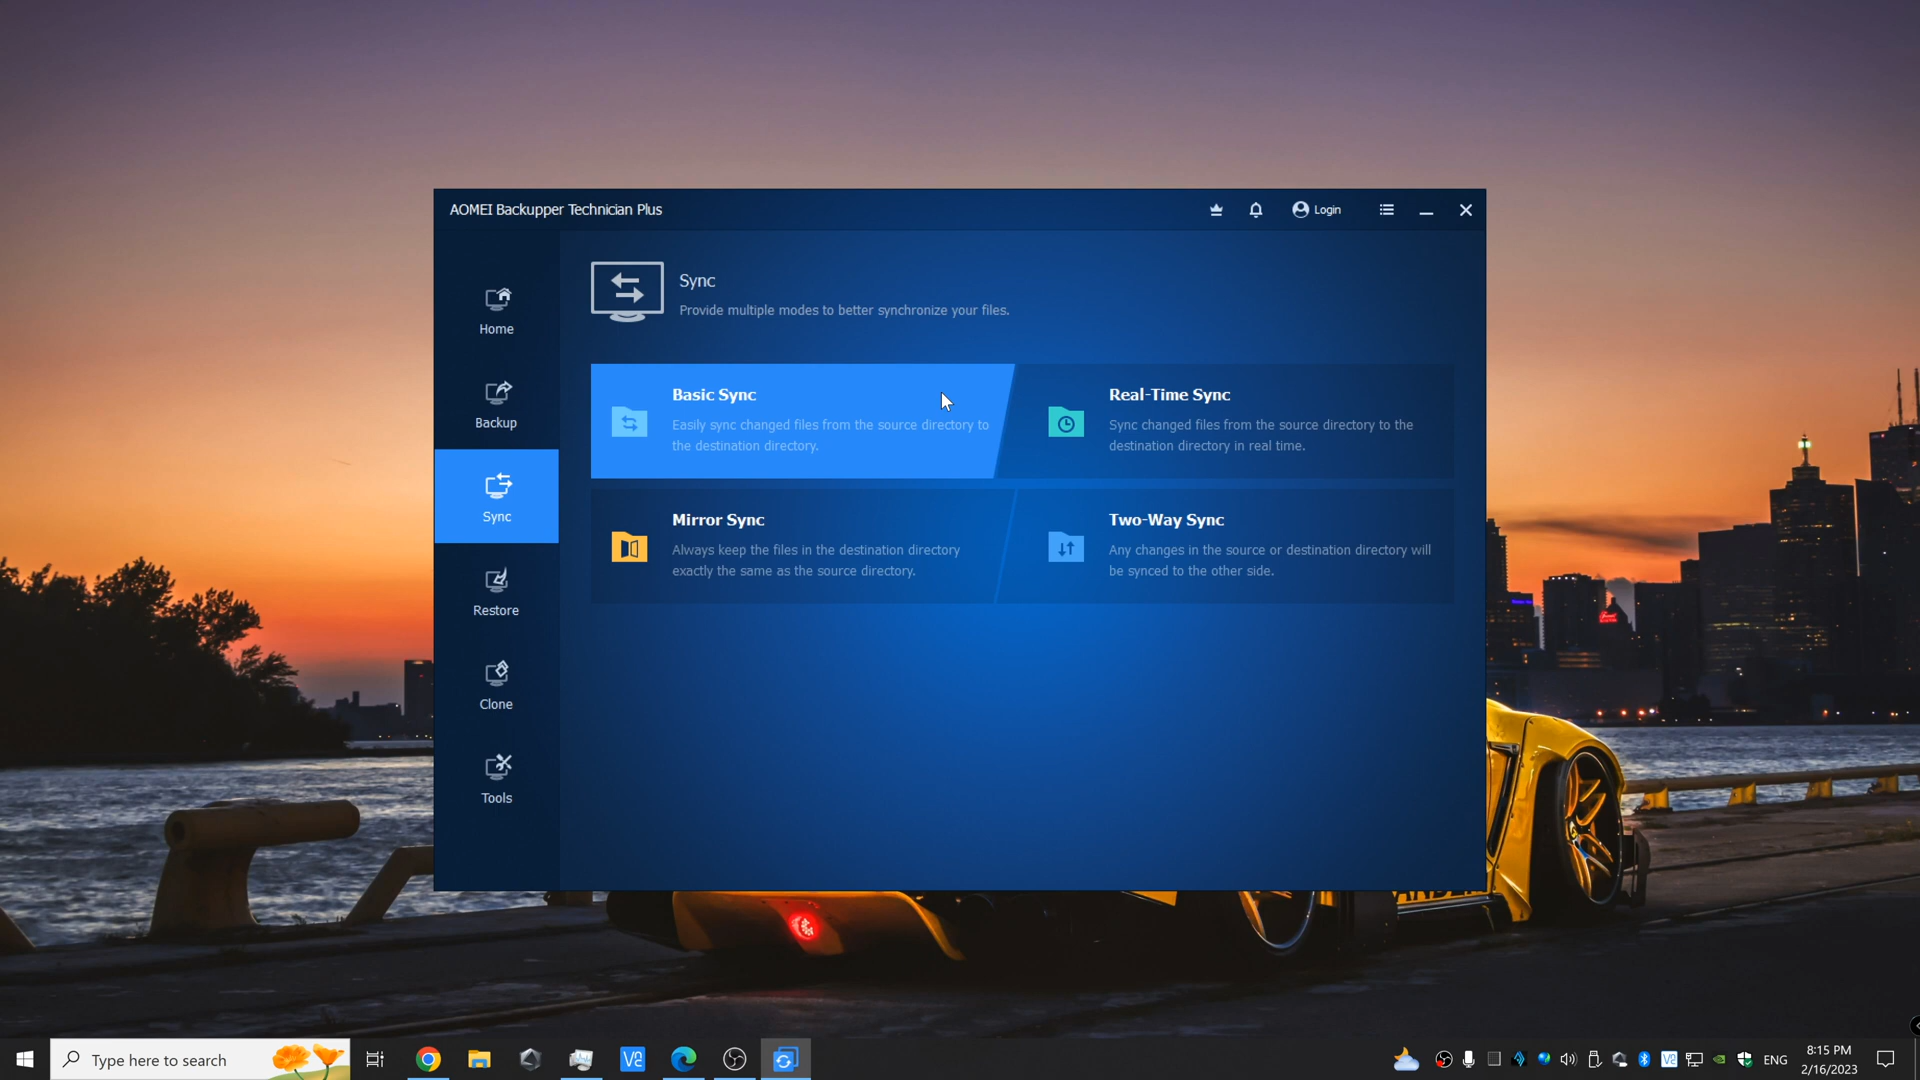 AOMEI Backupper Technician Plus
Login
Home
Backup
Sync
Restore
Clone
Tools
Sync
Provide multiple modes to better synchronize your files.
Basic Sync
Easily sync changed files from the source directory to
the destination directory.
Real-Time Sync
Sync changed files from the source directory to the
destination directory in real time.
Mirror Sync
Always keep the files in the destination directory
exactly the same as the source directory.
Two-Way Sync
Any changes in the source or destination directory will
be synced to the other side.
Type here to search
ENG
8:15 PM
2/16/2023